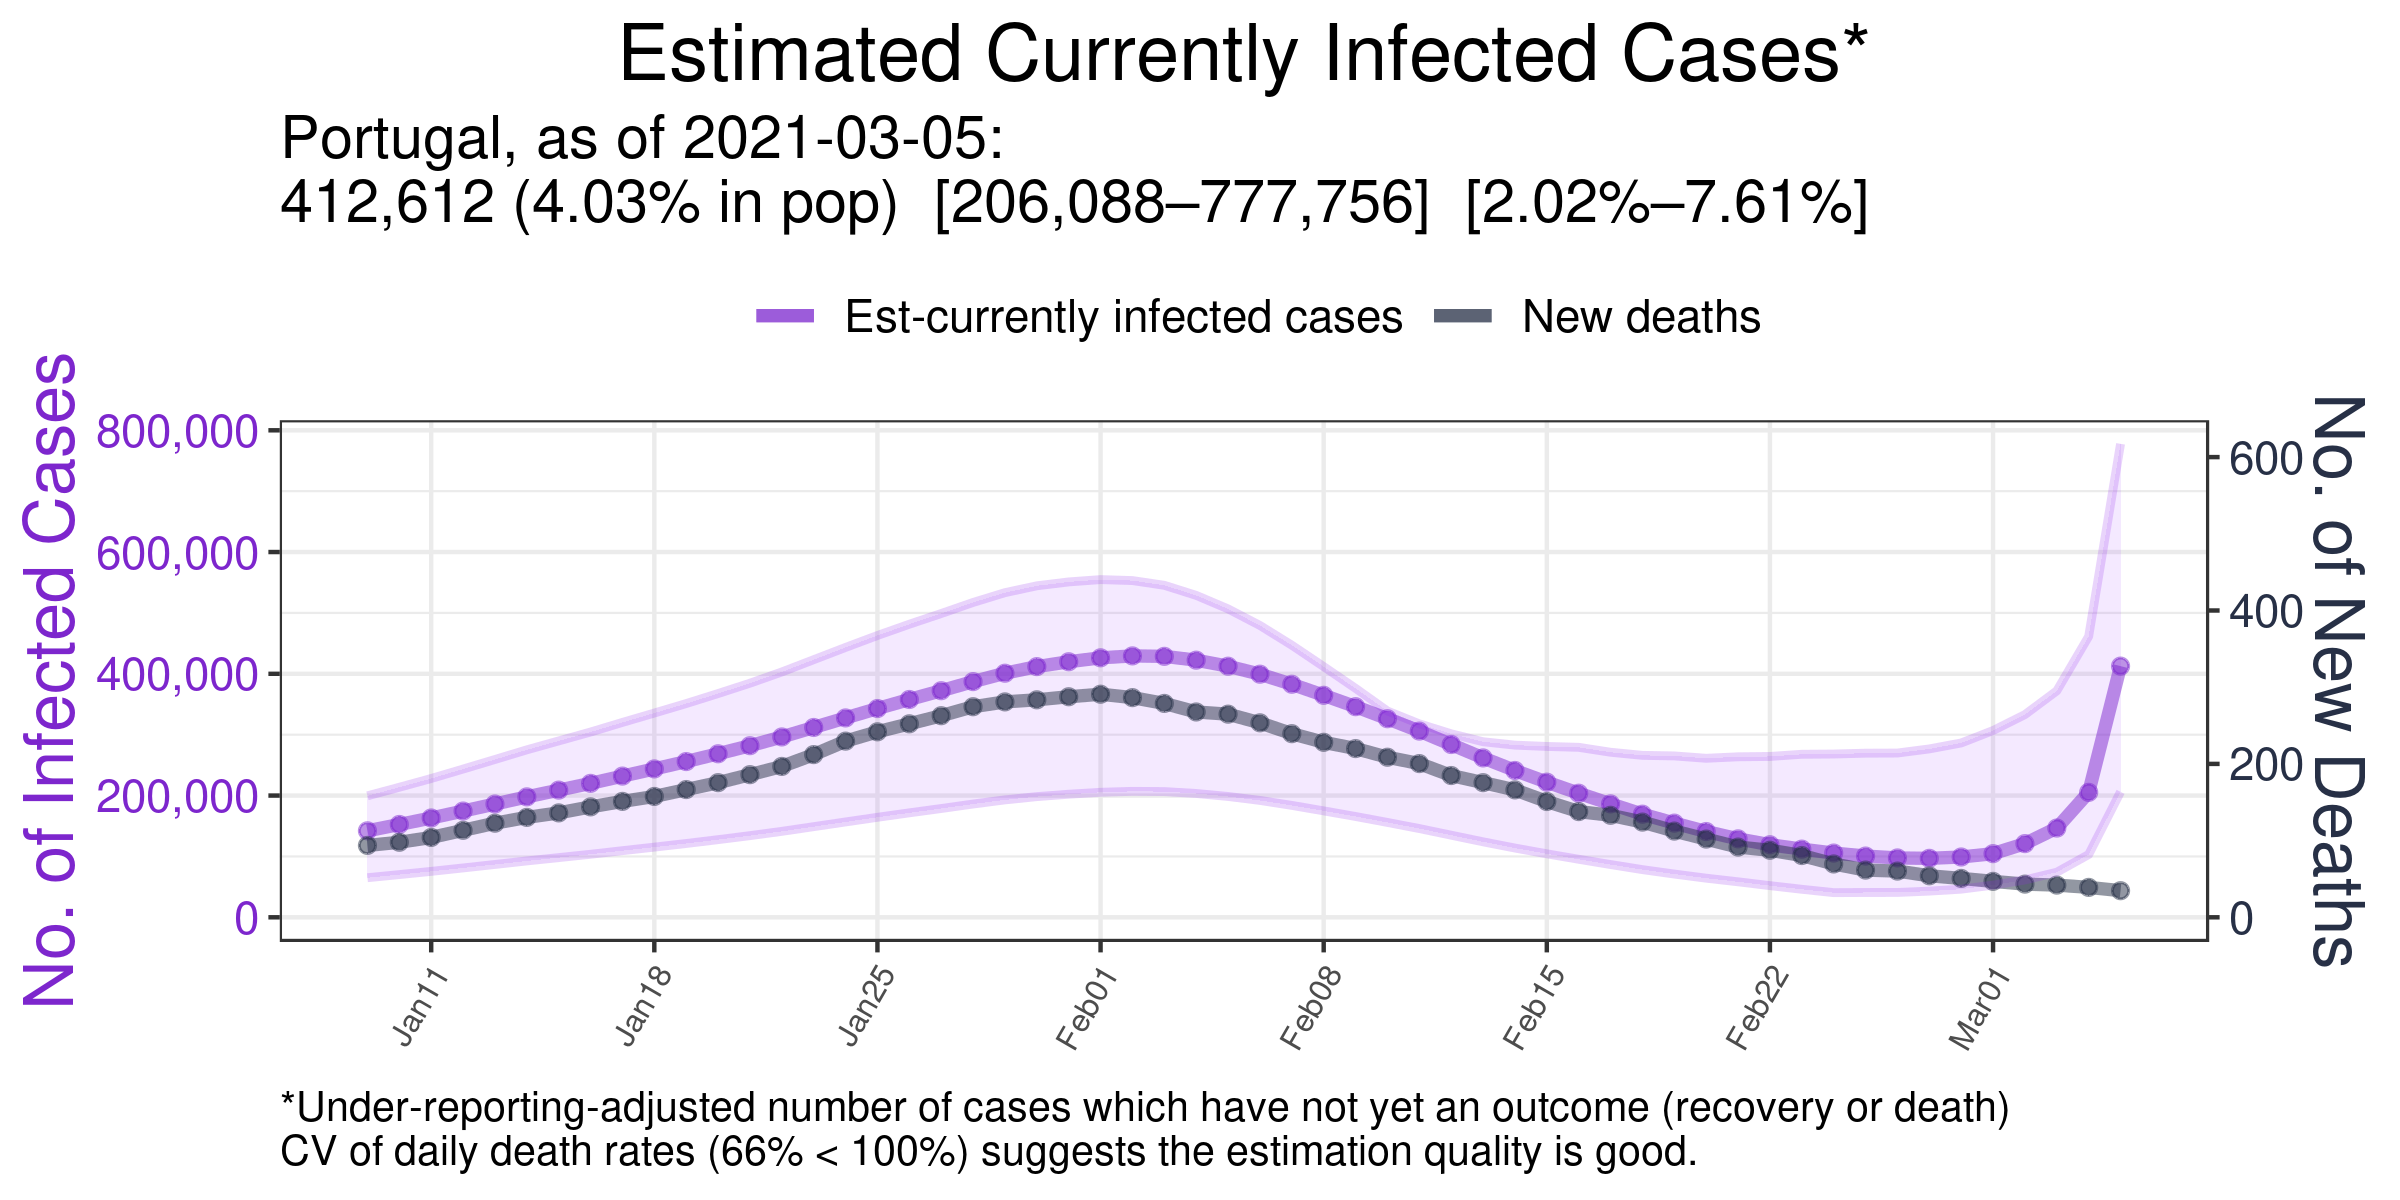 Estimated Currently Infected Cases*
Portugal, as of 2021-03-05:
412,612 (4.03% in pop)  [206,088–777,756]  [2.02%–7.61%]
Est-currently infected cases
New deaths
No. of Infected Cases
800,000
600,000
400,000
200,000
0
No. of New Deaths
600
400
200
0
Jan11
Jan18
Jan25
Feb01
Feb08
Feb15
Feb22
Mar01
*Under-reporting-adjusted number of cases which have not yet an outcome (recovery or death)
CV of daily death rates (66% < 100%) suggests the estimation quality is good.